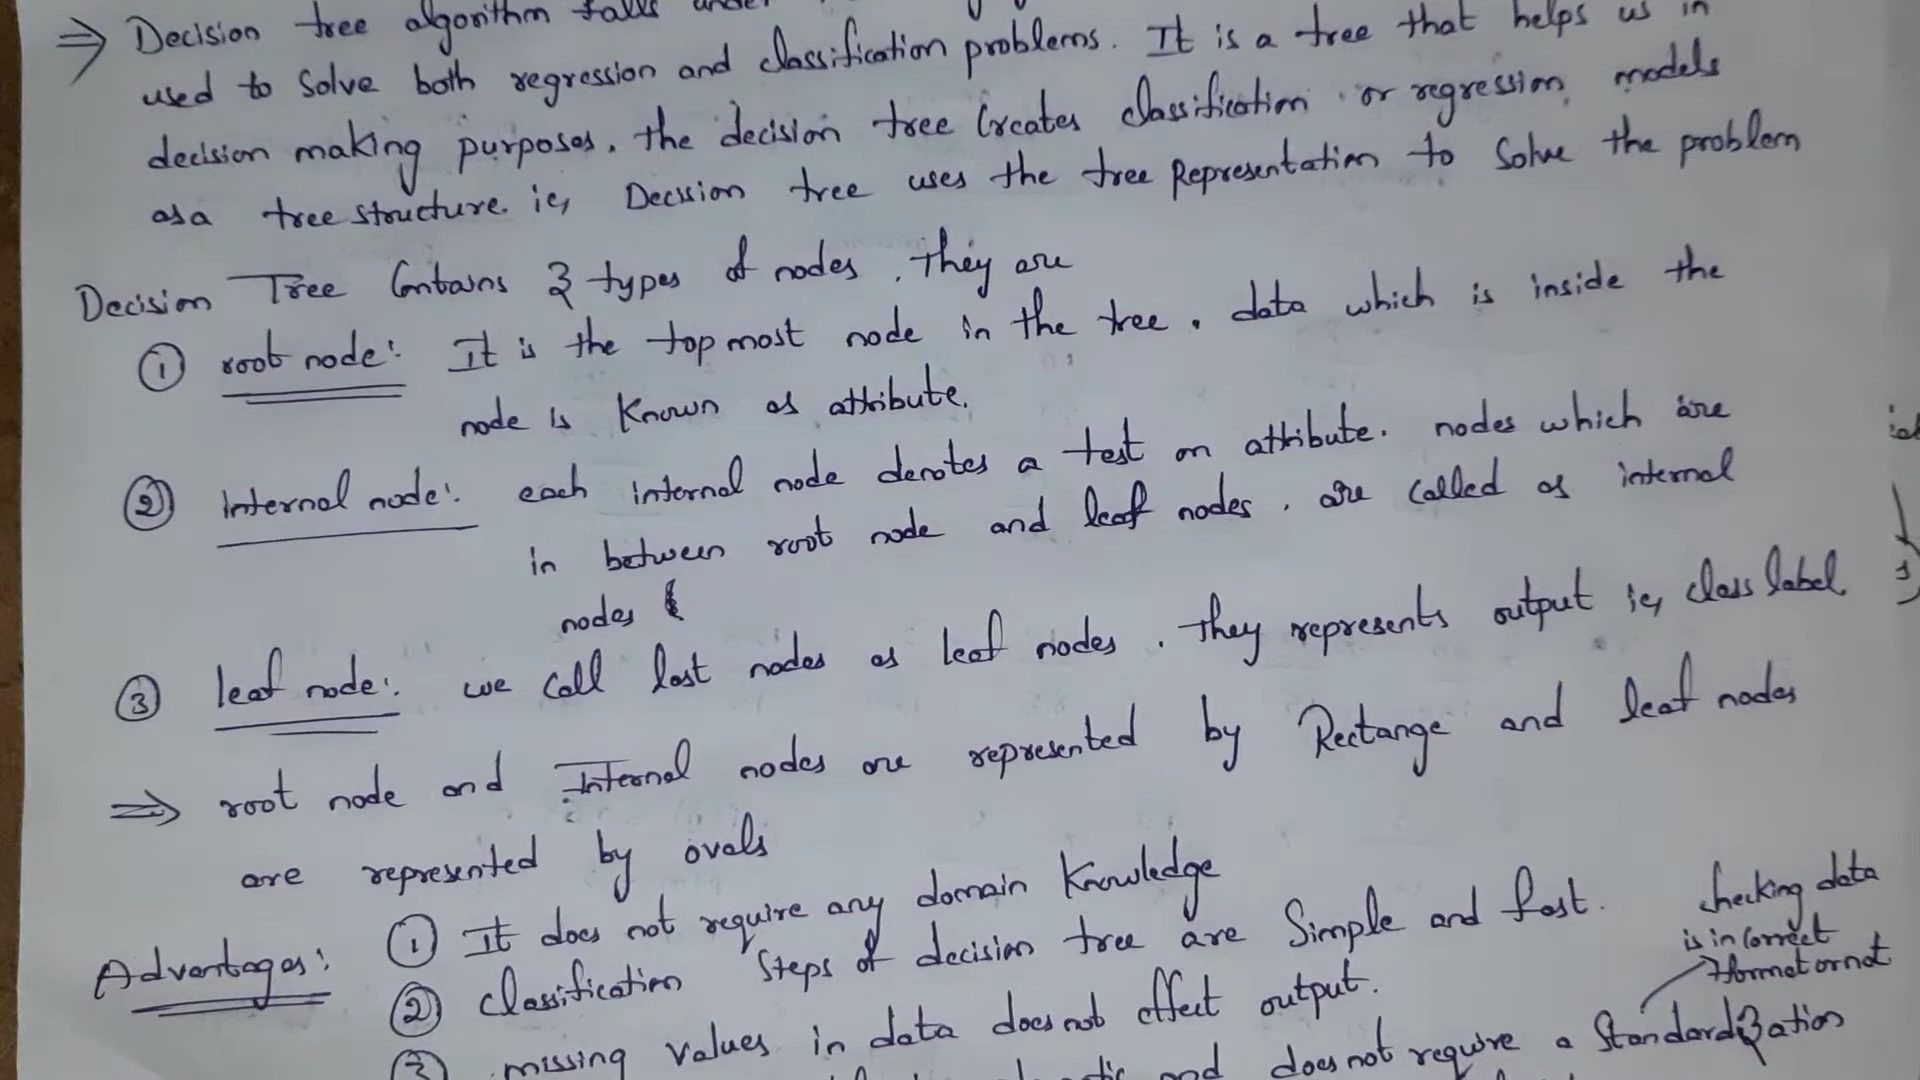 ⇒ Decision tree algorithm falls under
used to solve both regression and classification problems. It is a tree that helps us in
decision making purposes. the decision tree Creates classification or regression models
as a tree structure. ie, Decision tree uses the tree Representation to Solve the problem
Decision Tree Contains 3 types of nodes. They are
① root node: It is the top most node in the tree. data which is inside the
node is Known as attribute.
② Internal node: each internal node denotes a test on attribute. nodes which are
in between root node and leaf nodes. are called as internal
nodes
③ leaf node: we call last nodes as leaf nodes. They represents output ie, class label
⇒ root node and Internal nodes are represented by Rectange and leaf nodes
are represented by ovals
Advantages: ① It does not require any domain Knowledge
② Classification Steps of decision tree are Simple and fast.
checking data
is in correct
format or not
③ missing values in data does not effect output.
and does not require a Standardization